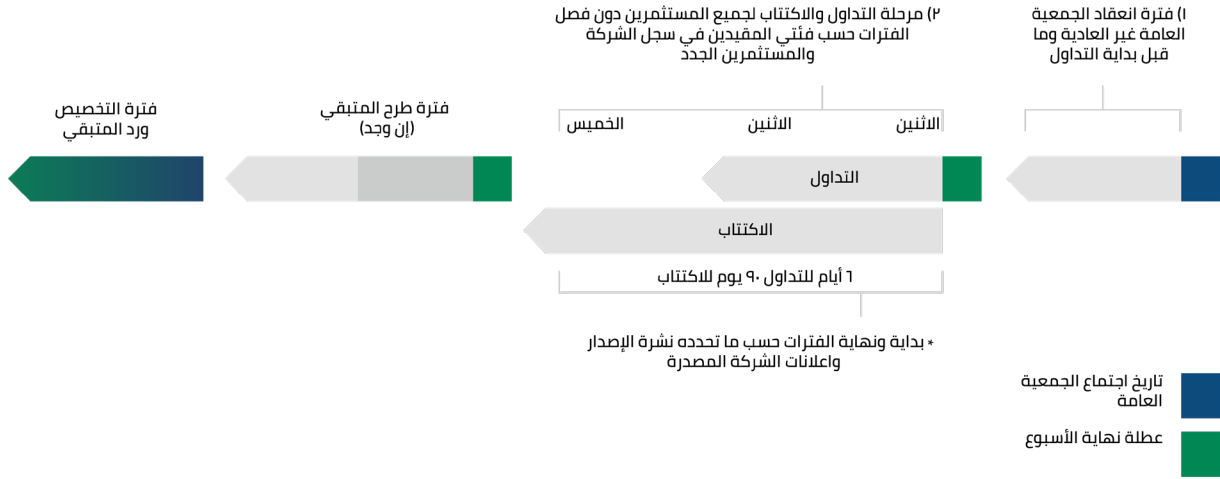 ١) فترة انعقاد الجمعية
العامة غير العادية وما
قبل بداية التداول
٢) مرحلة التداول والاكتتاب لجميع المستثمرين دون فصل
الفترات حسب فئتي المقيدين في سجل الشركة
والمستثمرين الجدد
الاثنين
الاثنين
الخميس
فترة طرح المتبقي
(إن وجد)
فترة التخصيص
ورد المتبقي
التداول
الاكتتاب
٦ أيام للتداول ٩٠ يوم للاكتتاب
* بداية ونهاية الفترات حسب ما تحدده نشرة الإصدار
واعلانات الشركة المصدرة
تاريخ اجتماع الجمعية
العامة
عطلة نهاية الأسبوع